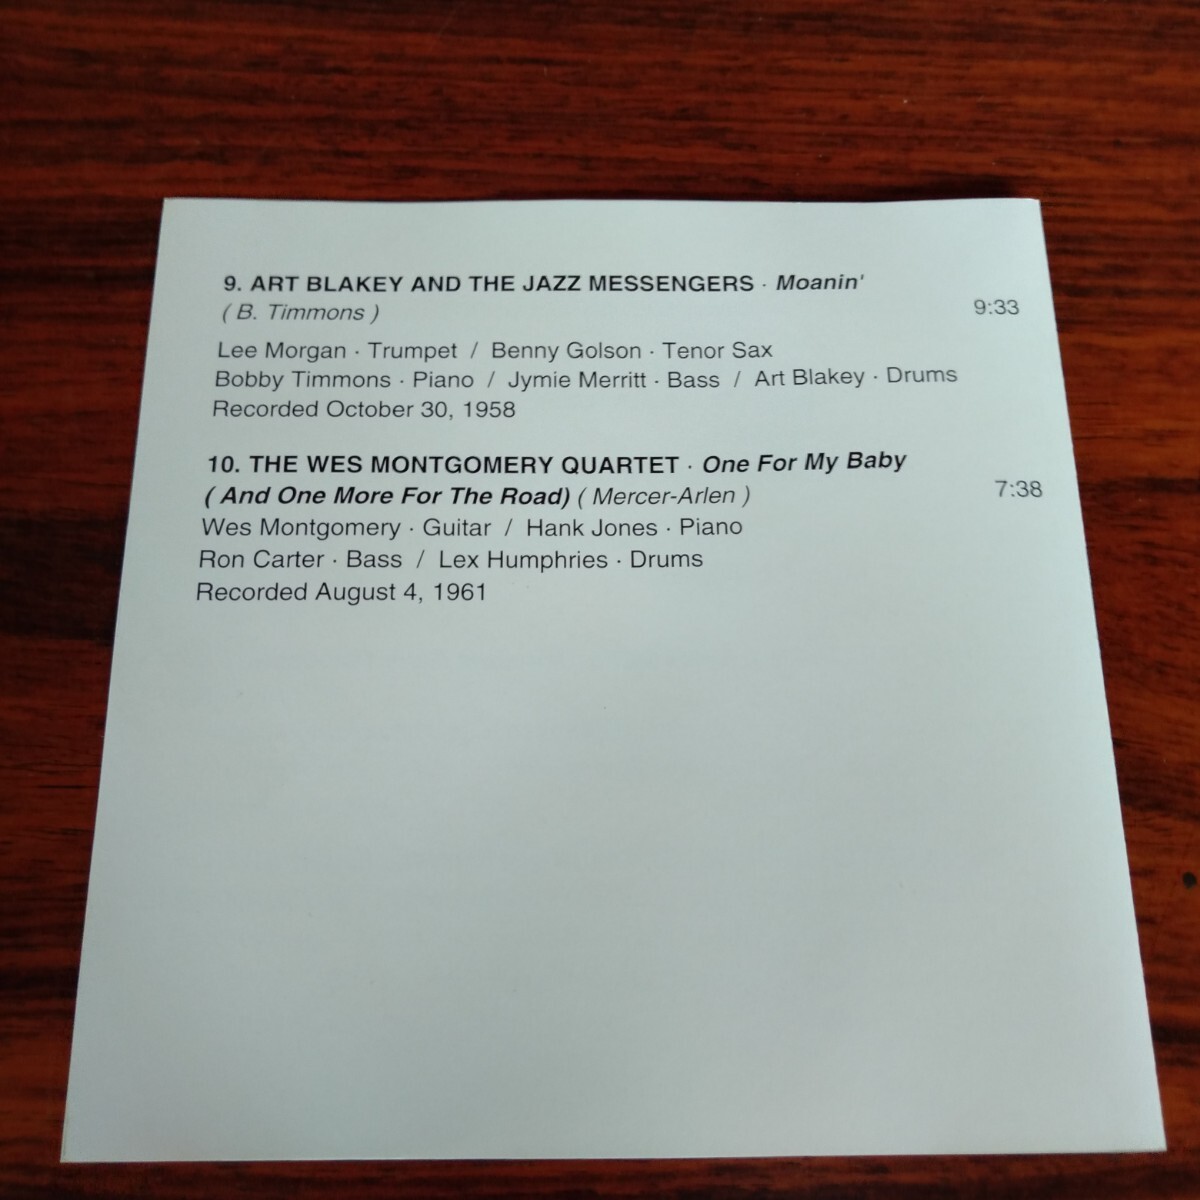 9. ART BLAKEY AND THE JAZZ MESSENGERS · Moanin'
( B. Timmons ) 9:33
Lee Morgan · Trumpet / Benny Golson · Tenor Sax
Bobby Timmons · Piano / Jymie Merritt · Bass / Art Blakey · Drums
Recorded October 30, 1958
10. THE WES MONTGOMERY QUARTET · One For My Baby
( And One More For The Road) ( Mercer-Arlen ) 7:38
Wes Montgomery · Guitar / Hank Jones · Piano
Ron Carter · Bass / Lex Humphries · Drums
Recorded August 4, 1961